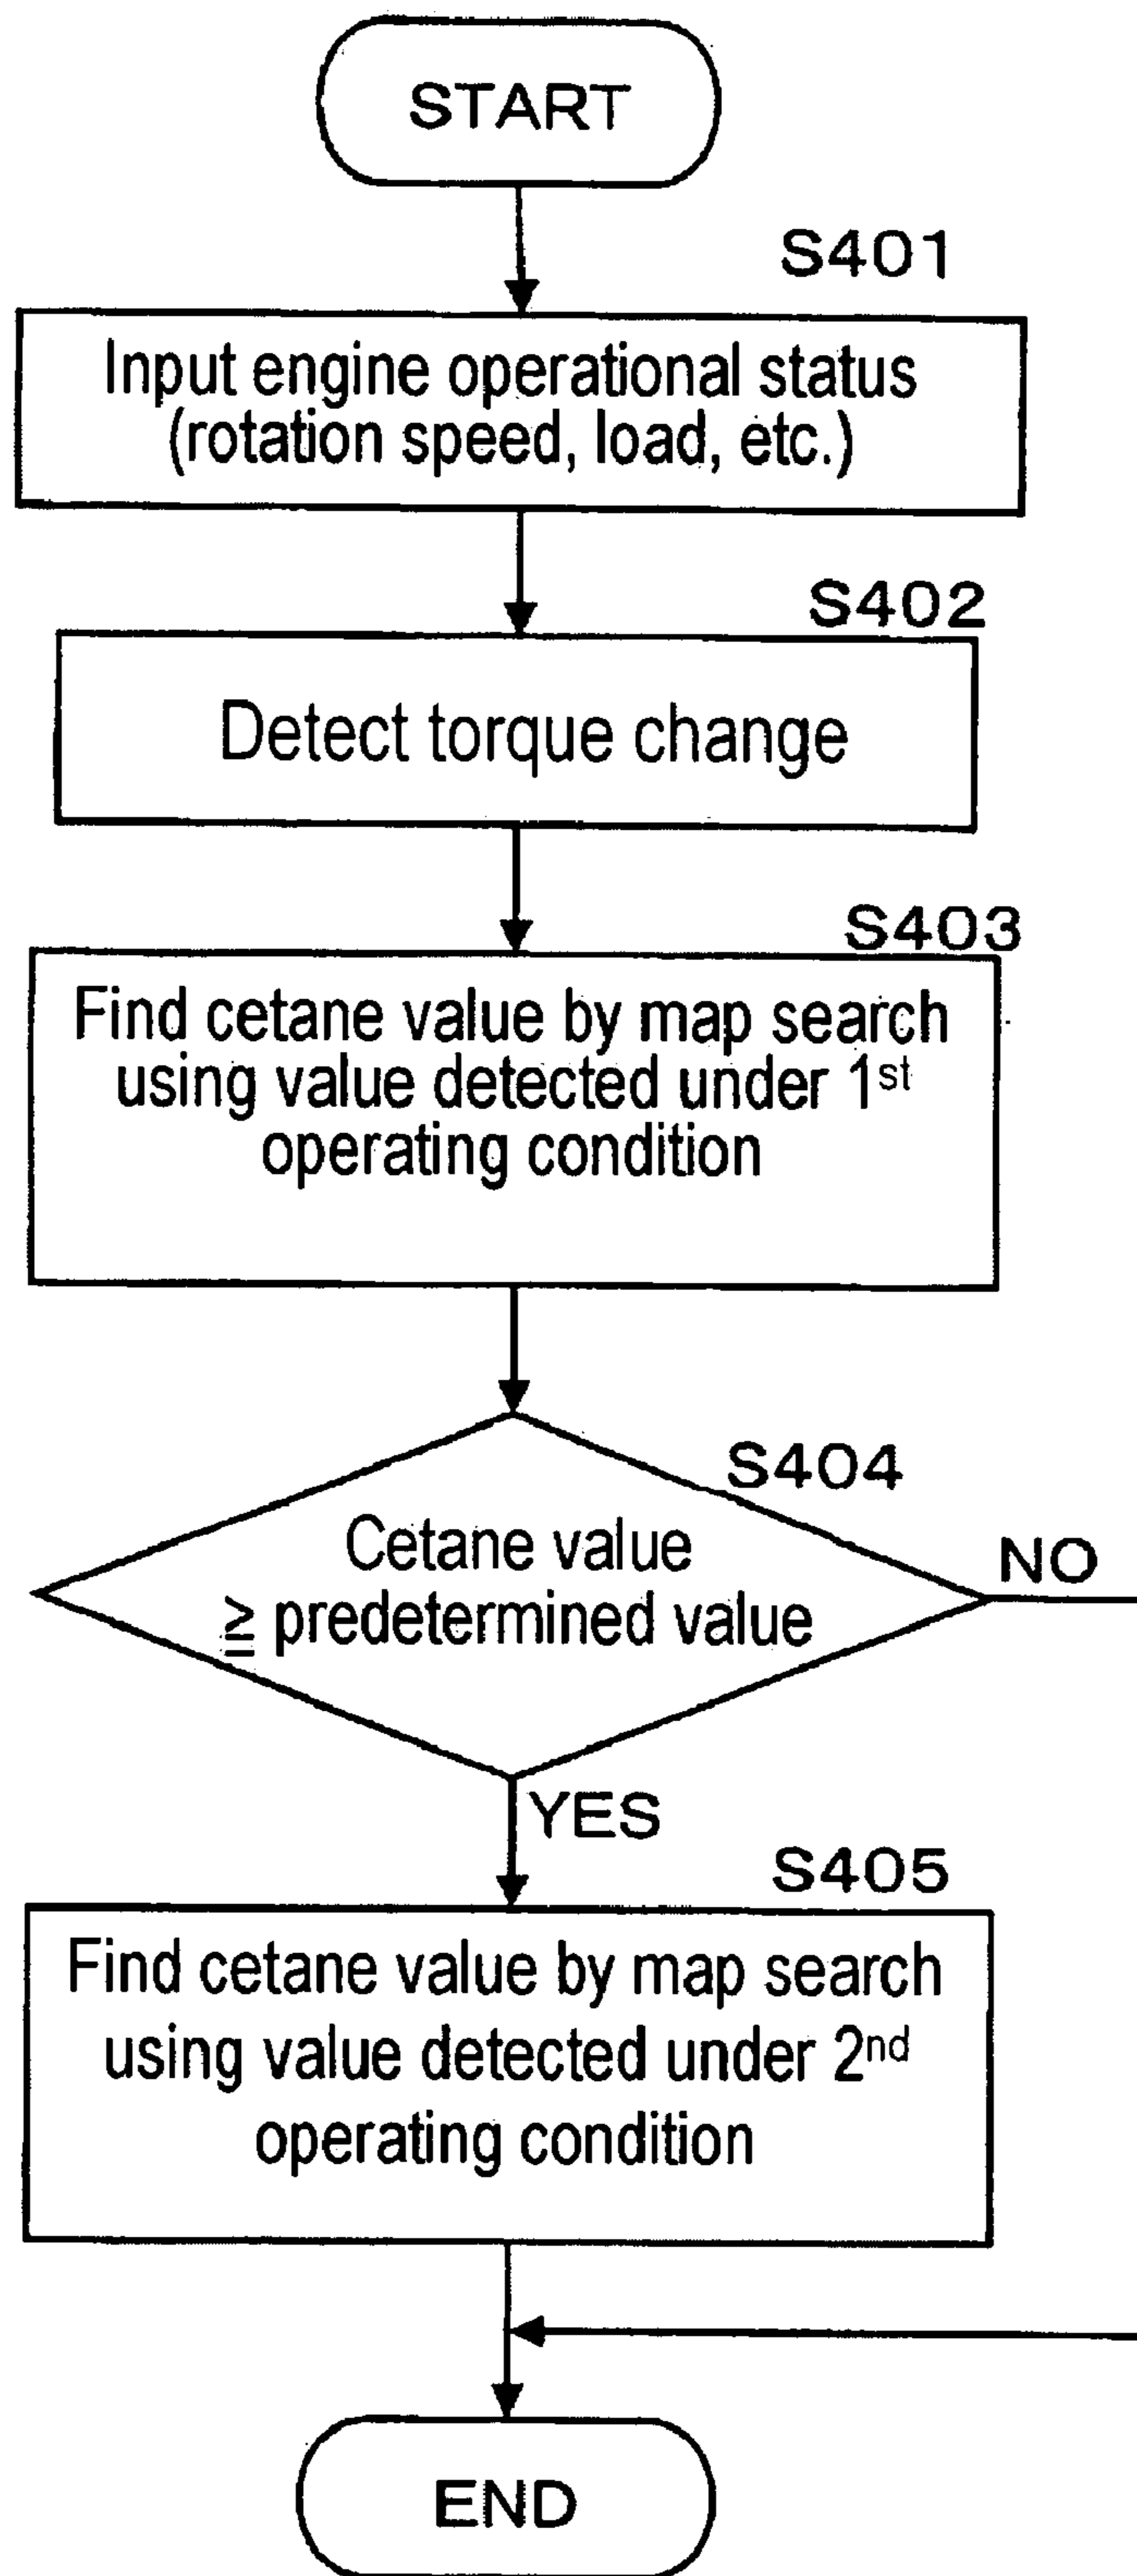 START
S401
Input engine operational status
(rotation speed, load, etc.)
S402
Detect torque change
S403
Find cetane value by map search
using value detected under 1st
operating condition
S404
Cetane value
≧ predetermined value
NO
YES
S405
Find cetane value by map search
using value detected under 2nd
operating condition
END